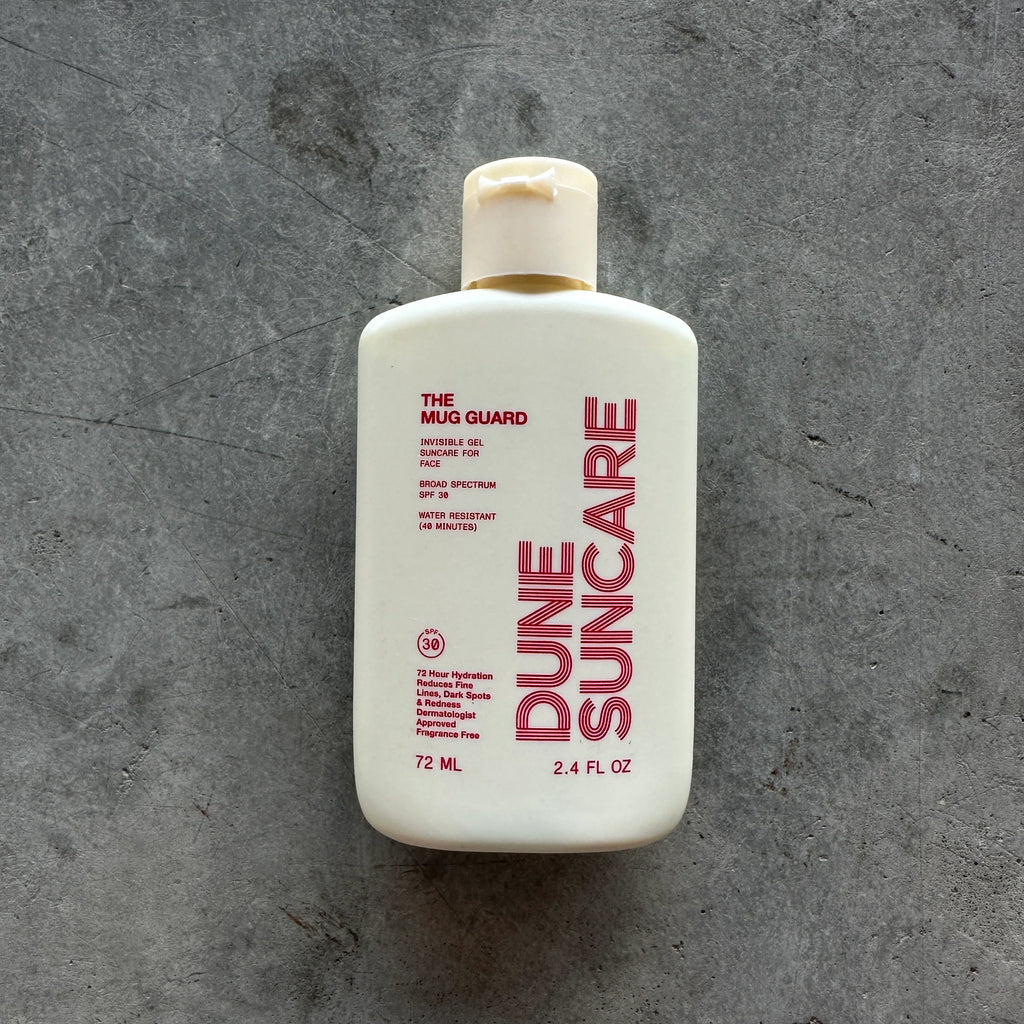 THE
MUG GUARD
INVISIBLE GEL
SUNCARE FOR
FACE
BROAD SPECTRUM
SPF 30
WATER RESISTANT
(40 MINUTES)
DUNE
SUNCARE
SPF
30
72 Hour Hydration
Reduces Fine
Lines, Dark Spots
& Redness
Dermatologist
Approved
Fragrance Free
72 ML
2.4 FL OZ